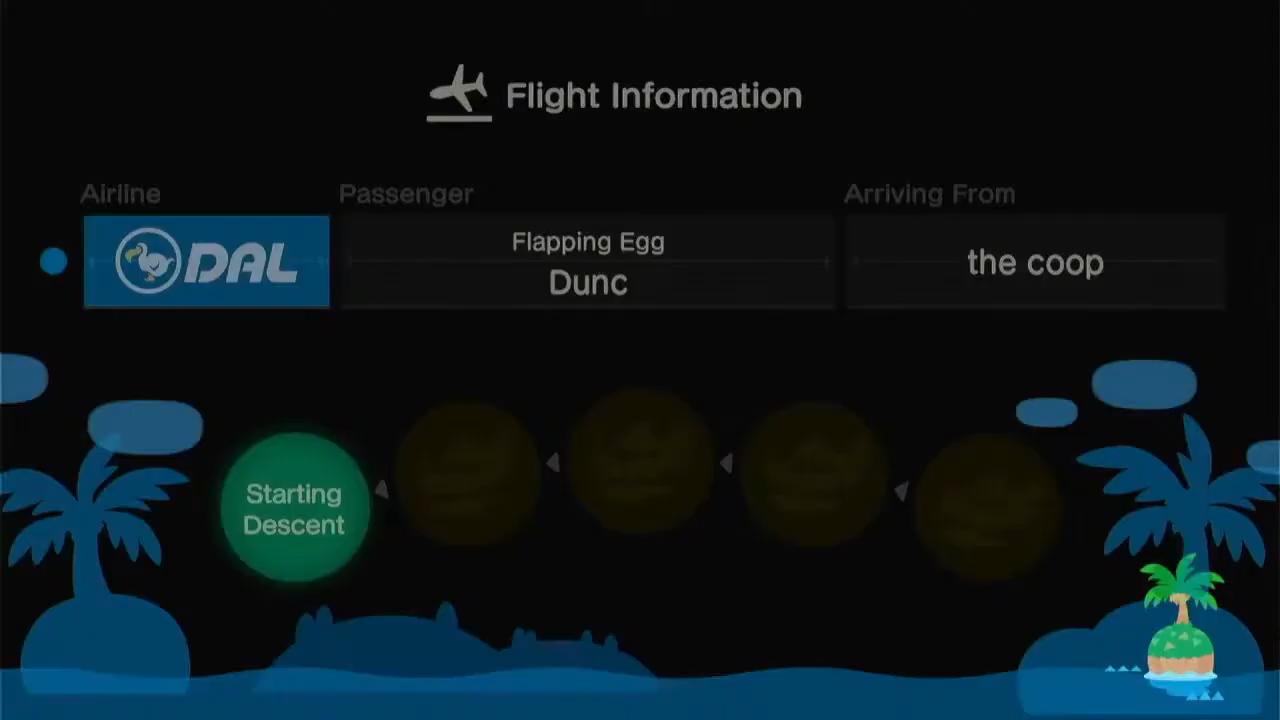 Flight Information
Airline
Passenger
Arriving From
DAL
Flapping Egg
Dunc
the coop
Starting
Descent